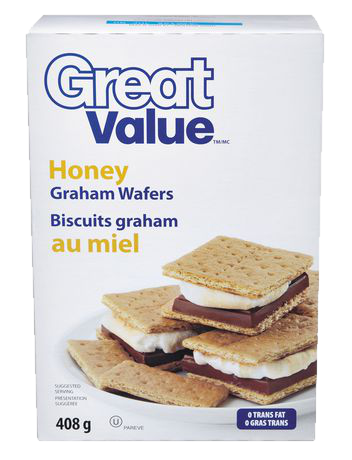 Great
Value
TM/MC
Honey
Graham Wafers
Biscuits graham
au miel
SUGGESTED
SERVING
PRÉSENTATION
SUGGÉRÉE
408 g
U PAREVE
0 TRANS FAT
0 GRAS TRANS